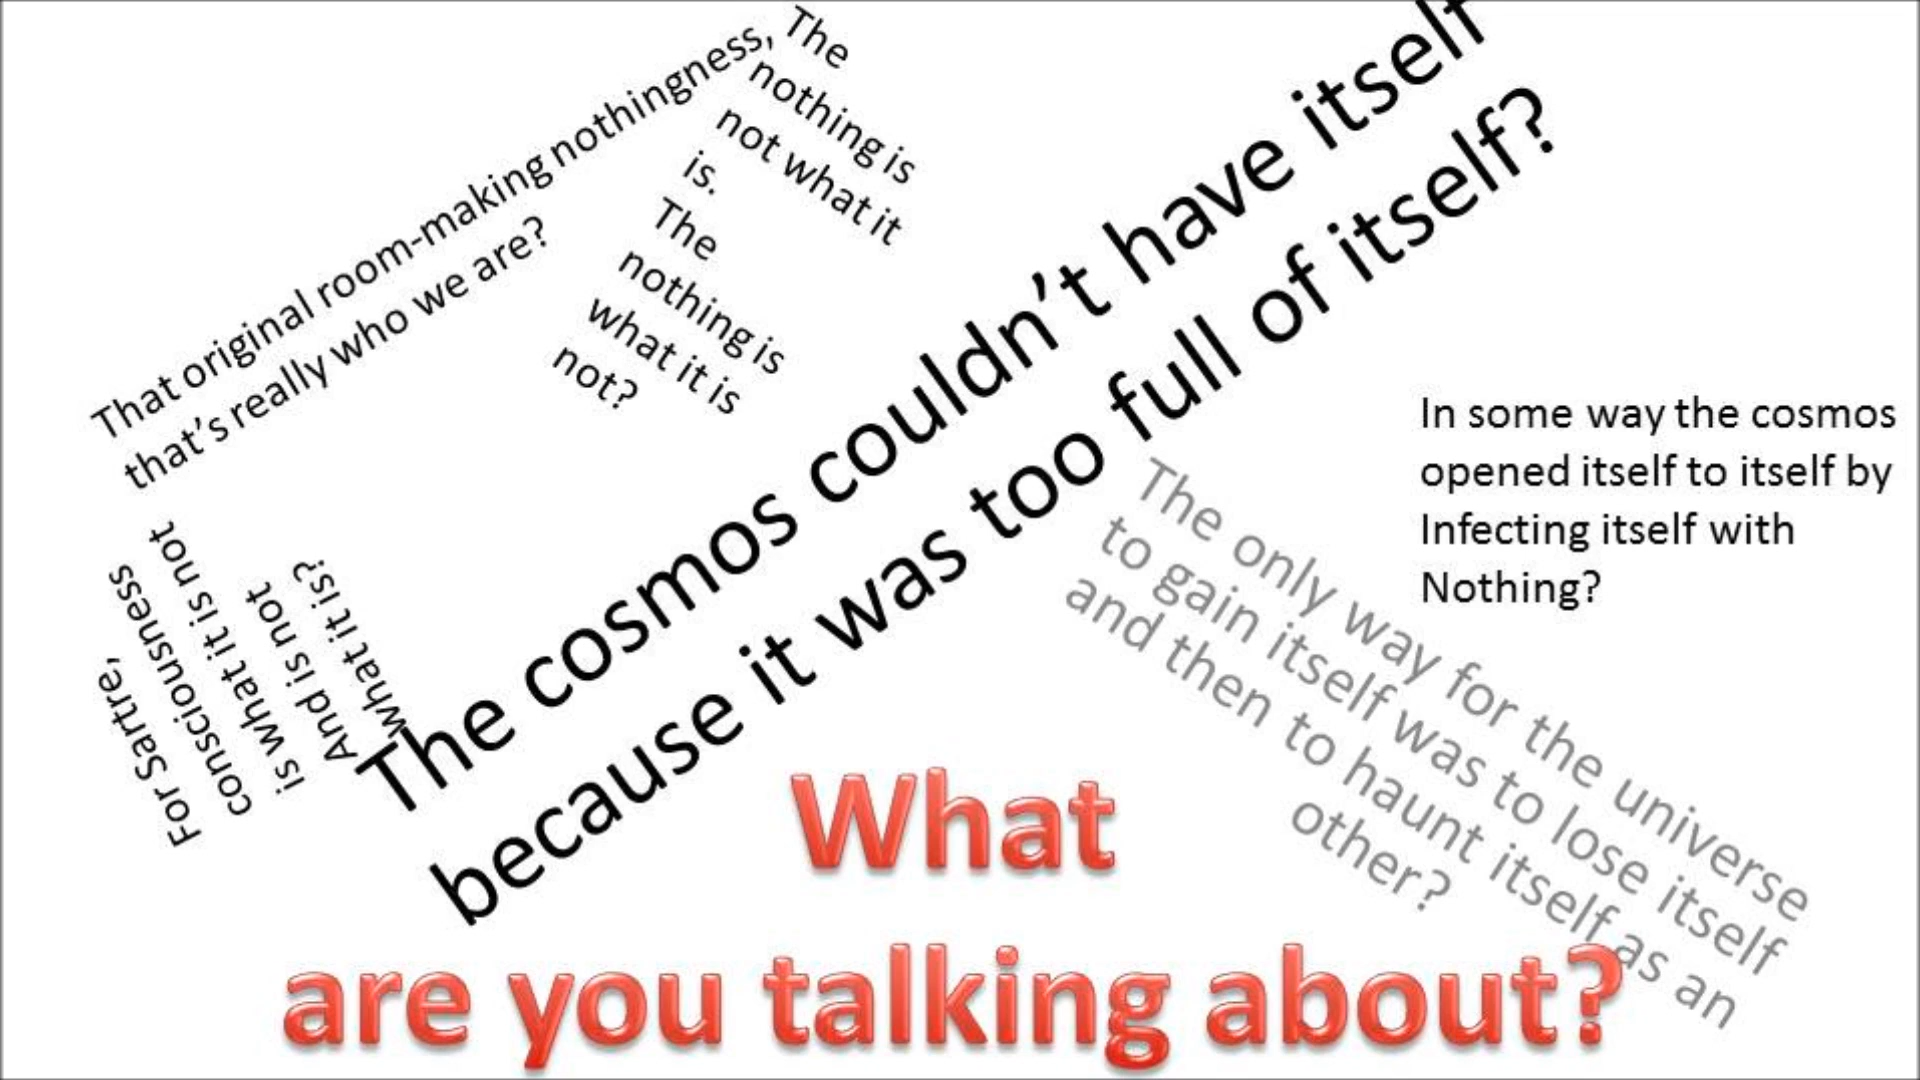 That original room-making nothingness,
that's really who we are?
The
nothing is
not what it
is.
The
nothing is
what it is
not?
The cosmos couldn't have itself
because it was too full of itself?
In some way the cosmos
opened itself to itself by
Infecting itself with
Nothing?
For Sartre,
consciousness
is what it is not
And is not
what it is?
The only way for the universe
to gain itself was to lose itself
and then to haunt itself as an
other?
What
are you talking about?